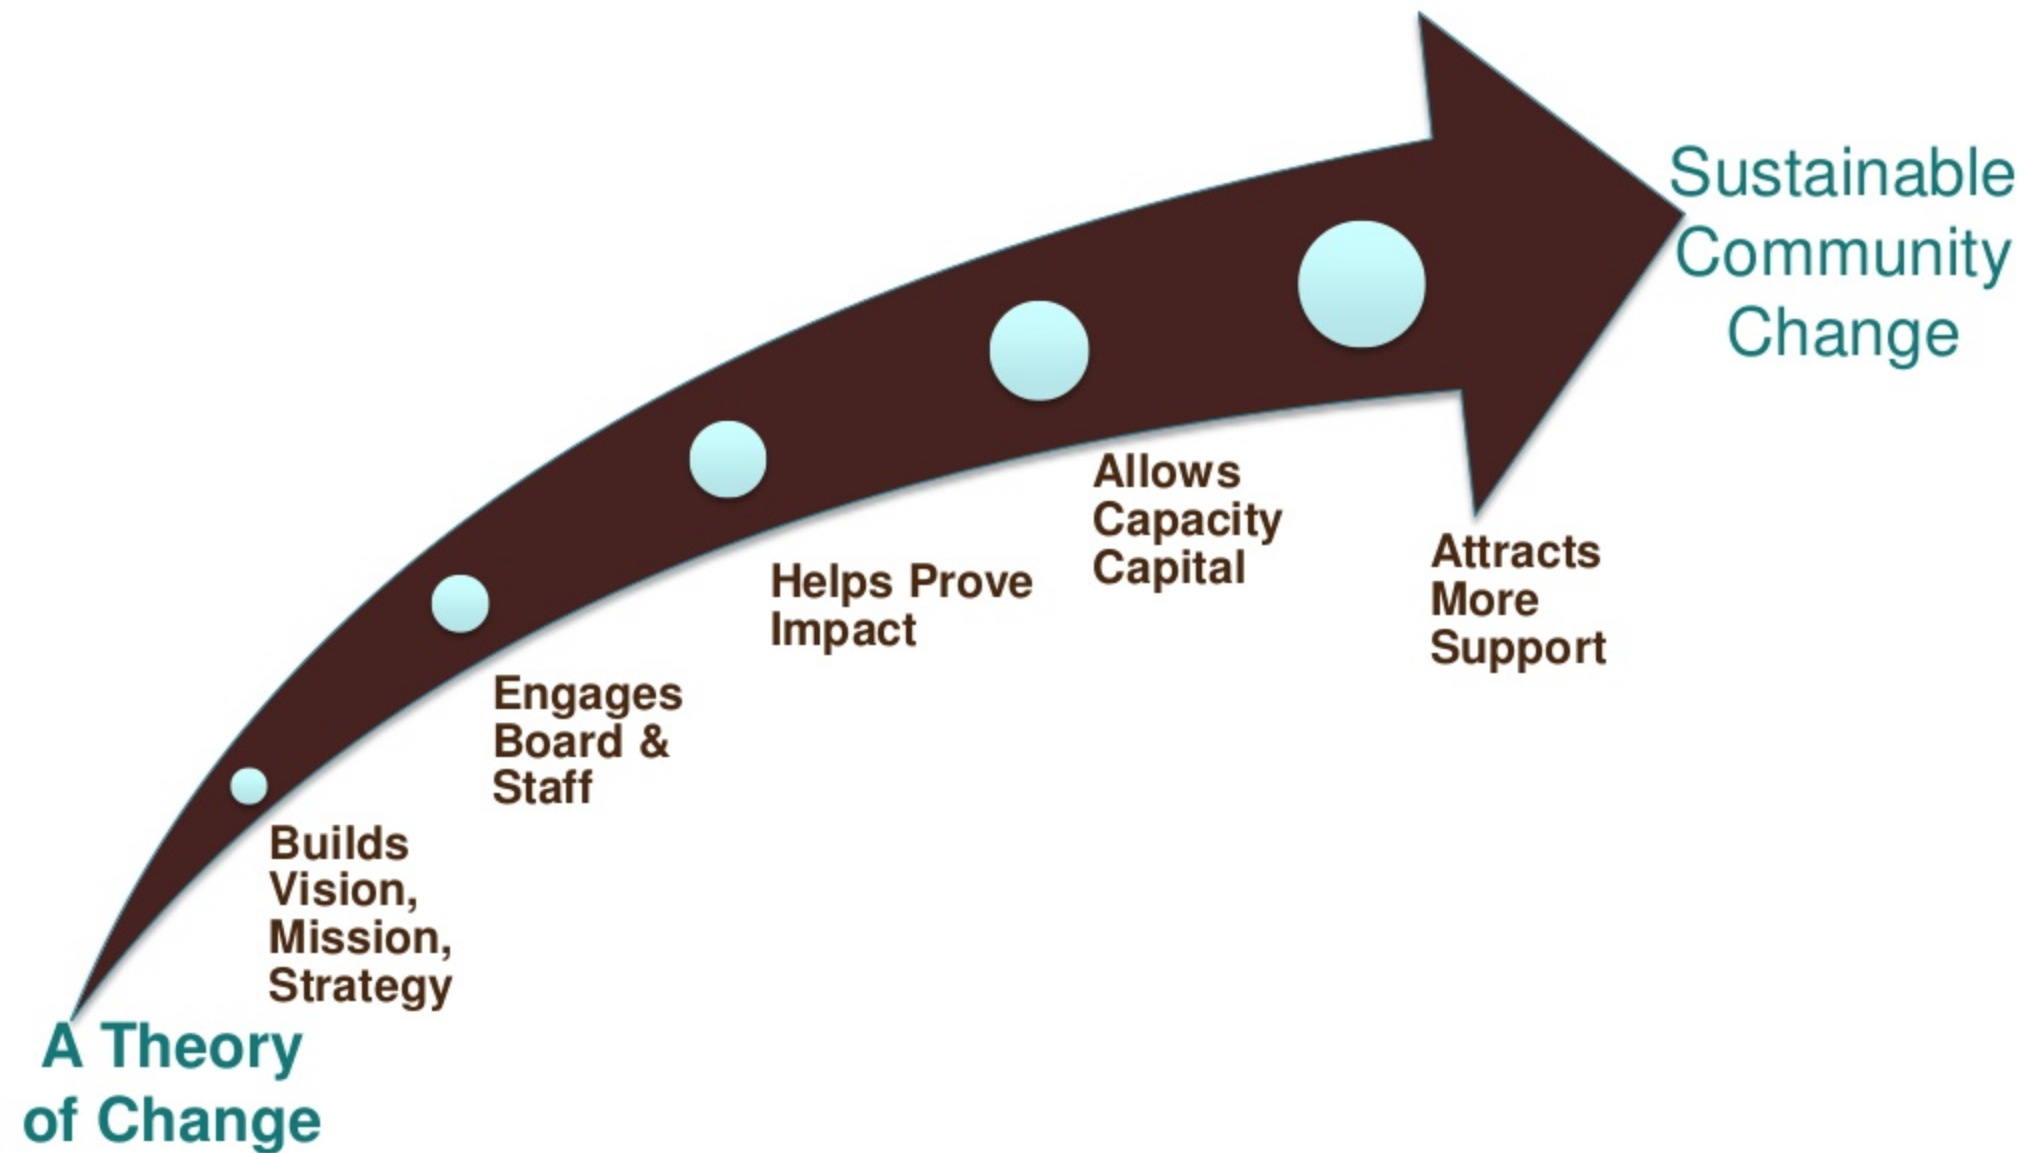 Sustainable
Community
Change
Allows
Capacity
Capital
Attracts
More
Support
Helps Prove
Impact
Engages
Board &
Staff
Builds
Vision,
Mission,
Strategy
A Theory
of Change